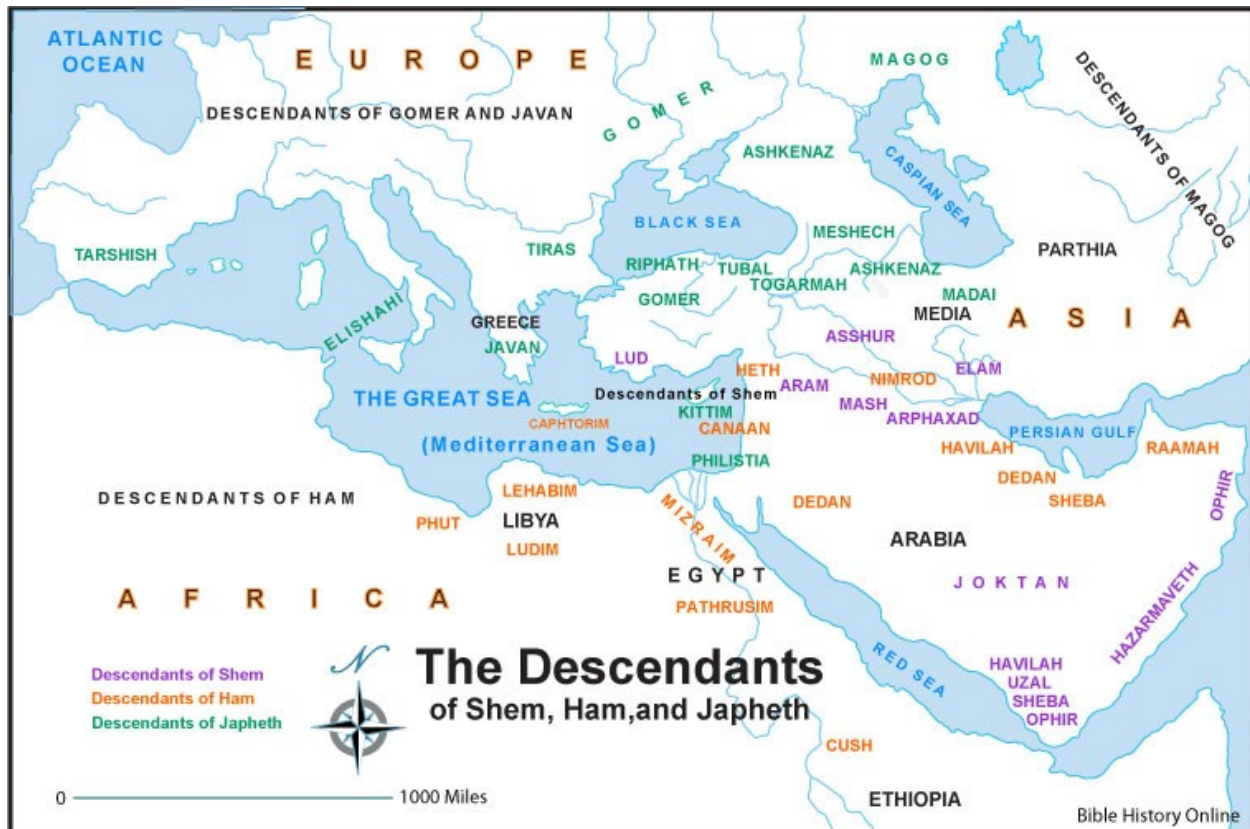 ATLANTIC
OCEAN
EUROPE
DESCENDANTS OF GOMER AND JAVAN
GOMER
MAGOG
DESCENDANTS OF MAGOG
ASHKENAZ
CASPIAN SEA
BLACK SEA
TARSHISH
TIRAS
MESHECH
PARTHIA
RIPHATH
TUBAL
ASHKENAZ
GOMER
TOGARMAH
MADAI
ELISHAHI
GREECE
JAVAN
MEDIA
ASIA
ASSHUR
LUD
HETH
ARAM
NIMROD
ELAM
THE GREAT SEA
Descendants of Shem
MASH
KITTIM
ARPHAXAD
CAPHTORIM
CANAAN
(Mediterranean Sea)
PERSIAN GULF
HAVILAH
RAAMAH
PHILISTIA
DEDAN
SHEBA
OPHIR
DESCENDANTS OF HAM
LEHABIM
PHUT
LIBYA
LUDIM
MIZRAIM
DEDAN
ARABIA
EGYPT
JOKTAN
AFRICA
PATHRUSIM
HAZARMAVETH
RED SEA
HAVILAH
UZAL
SHEBA
OPHIR
N
The Descendants
of Shem, Ham,and Japheth
Descendants of Shem
Descendants of Ham
Descendants of Japheth
CUSH
ETHIOPIA
0 1000 Miles
Bible History Online